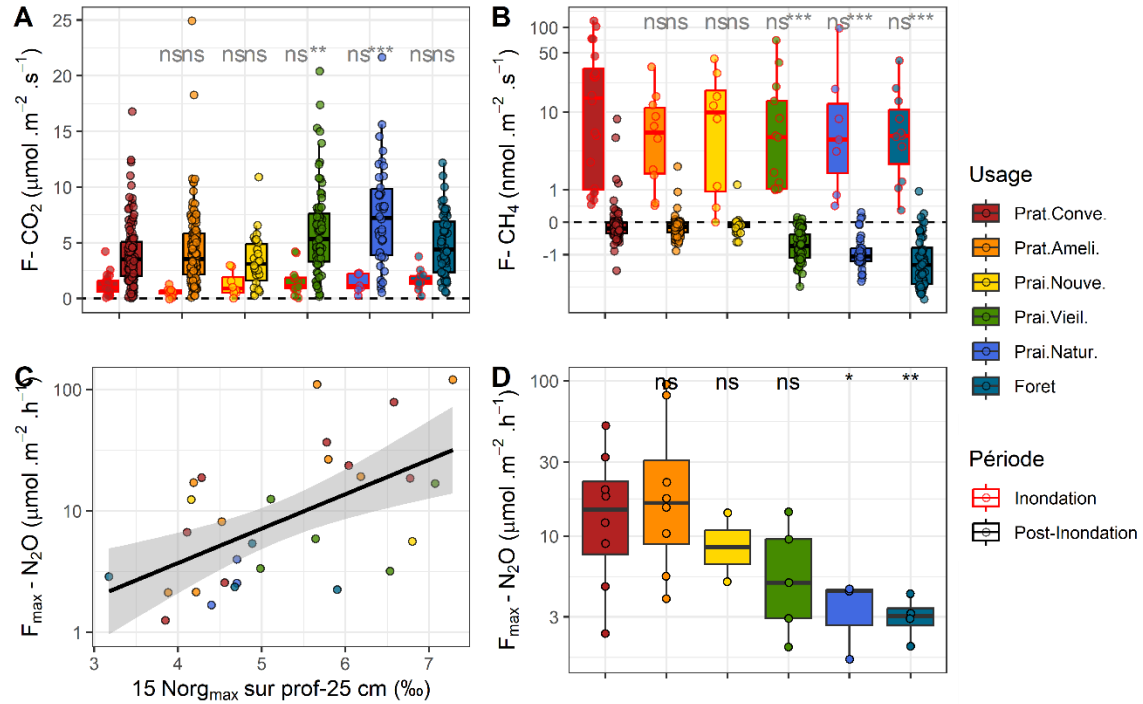 A
nsns nsns ns** ns*** nsns
F- CO₂ (µmol .m⁻² .s⁻¹)
25
20
15
10
5
0
B
nsns nsns ns*** ns*** ns***
F- CH₄ (nmol .m⁻² .s⁻¹)
100
10
1
0
-1
C
Fmax - N₂O (µmol .m⁻² .h⁻¹)
100
10
1
3 4 5 6 7
15 Norgmax sur prof-25 cm (‰)
D
ns ns ns * **
Fmax - N₂O (µmol .m⁻² .h⁻¹)
100
30
10
3
Usage
Prat.Conve.
Prat.Ameli.
Prai.Nouve.
Prai.Vieil.
Prai.Natur.
Foret
Période
Inondation
Post-Inondation